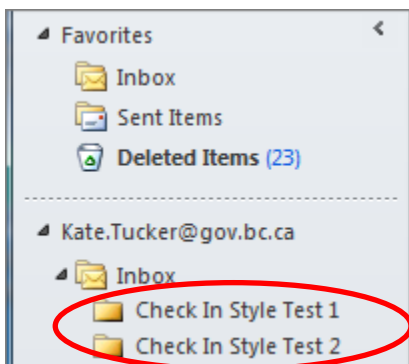 Favorites
Inbox
Sent Items
Deleted Items (23)
Kate.Tucker@gov.bc.ca
Inbox
Check In Style Test 1
Check In Style Test 2